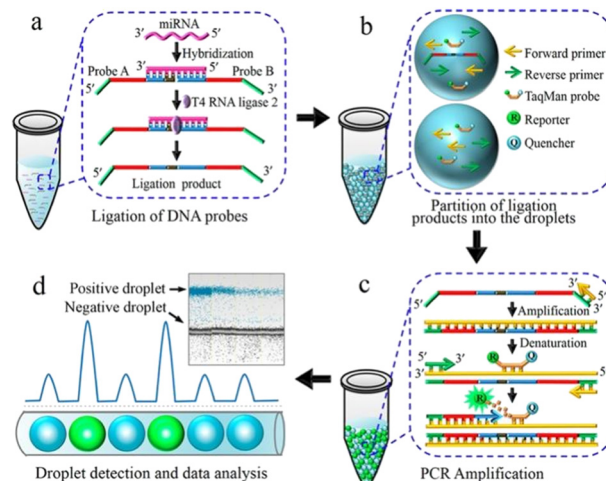 a
miRNA
3′
5′
Hybridization
Probe A
3′
5′
Probe B
5′
3′
T4 RNA ligase 2
5′
3′
Ligation product
Ligation of DNA probes
b
Forward primer
Reverse primer
TaqMan probe
R
Reporter
Q
Quencher
Partition of ligation
products into the droplets
c
5′
3′
Amplification
Denaturation
5′
3′
R
Q
5′
3′
R
Q
PCR Amplification
d
Positive droplet
Negative droplet
Droplet detection and data analysis